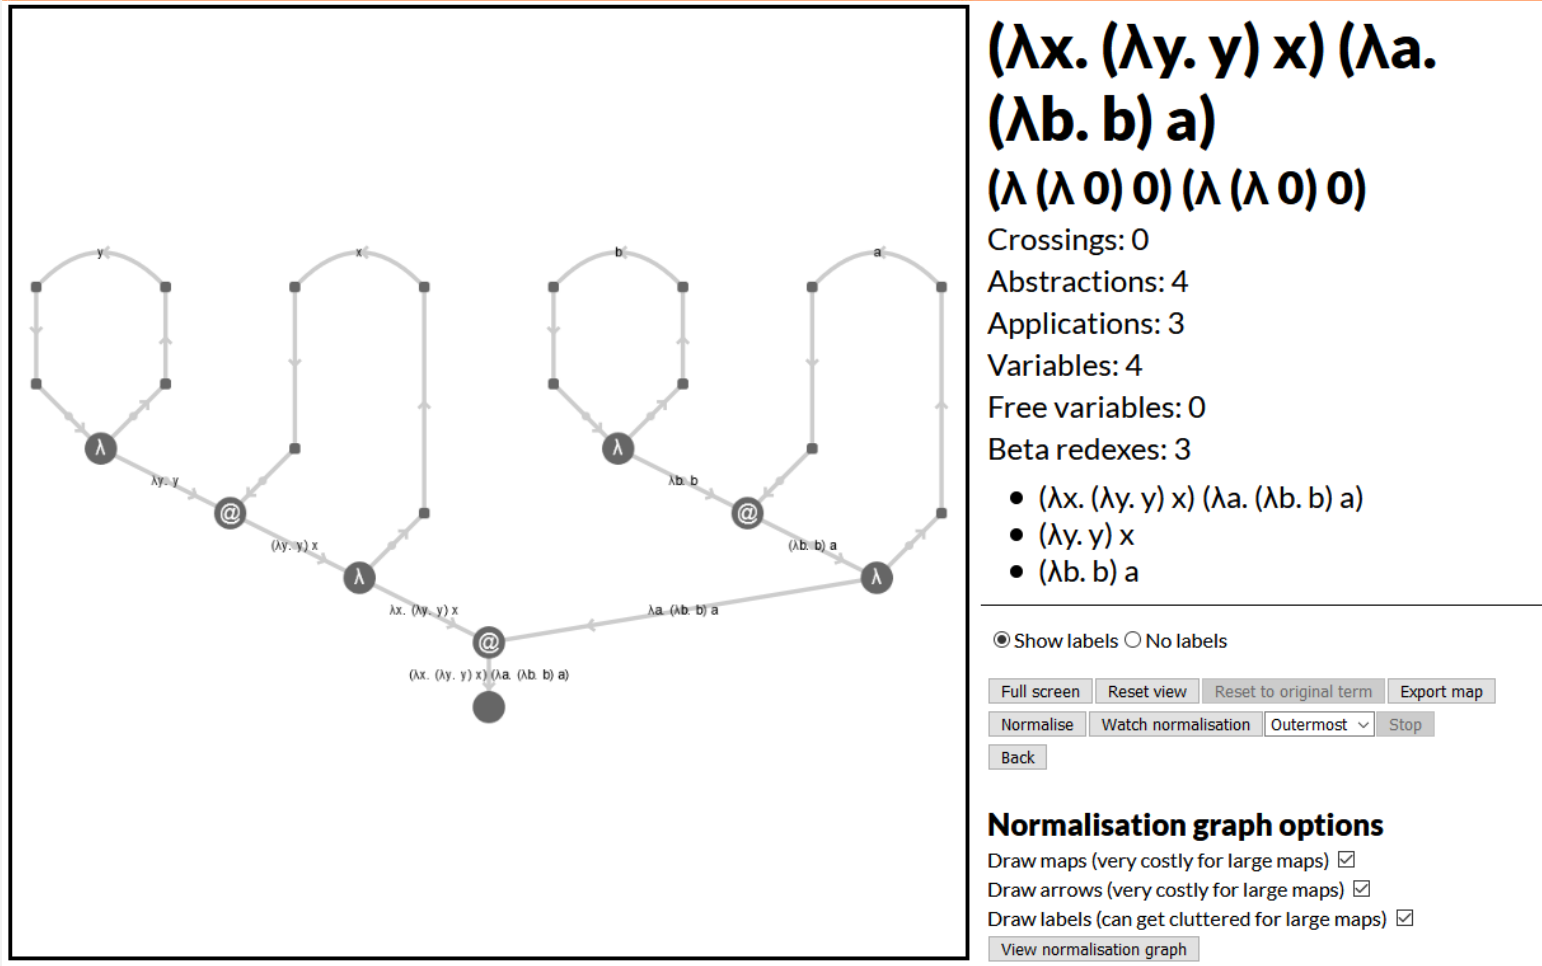 y
x
b
a
λ
λy. y
@
(λy. y) x
λ
λx. (λy. y) x
λ
λb. b
@
(λb. b) a
λ
λa. (λb. b) a
@
(λx. (λy. y) x) (λa. (λb. b) a)
(λx. (λy. y) x) (λa.
(λb. b) a)
(λ (λ 0) 0) (λ (λ 0) 0)
Crossings: 0
Abstractions: 4
Applications: 3
Variables: 4
Free variables: 0
Beta redexes: 3
• (λx. (λy. y) x) (λa. (λb. b) a)
• (λy. y) x
• (λb. b) a
Show labels No labels
Full screen Reset view Reset to original term Export map
Normalise Watch normalisation Outermost Stop
Back
Normalisation graph options
Draw maps (very costly for large maps)
Draw arrows (very costly for large maps)
Draw labels (can get cluttered for large maps)
View normalisation graph